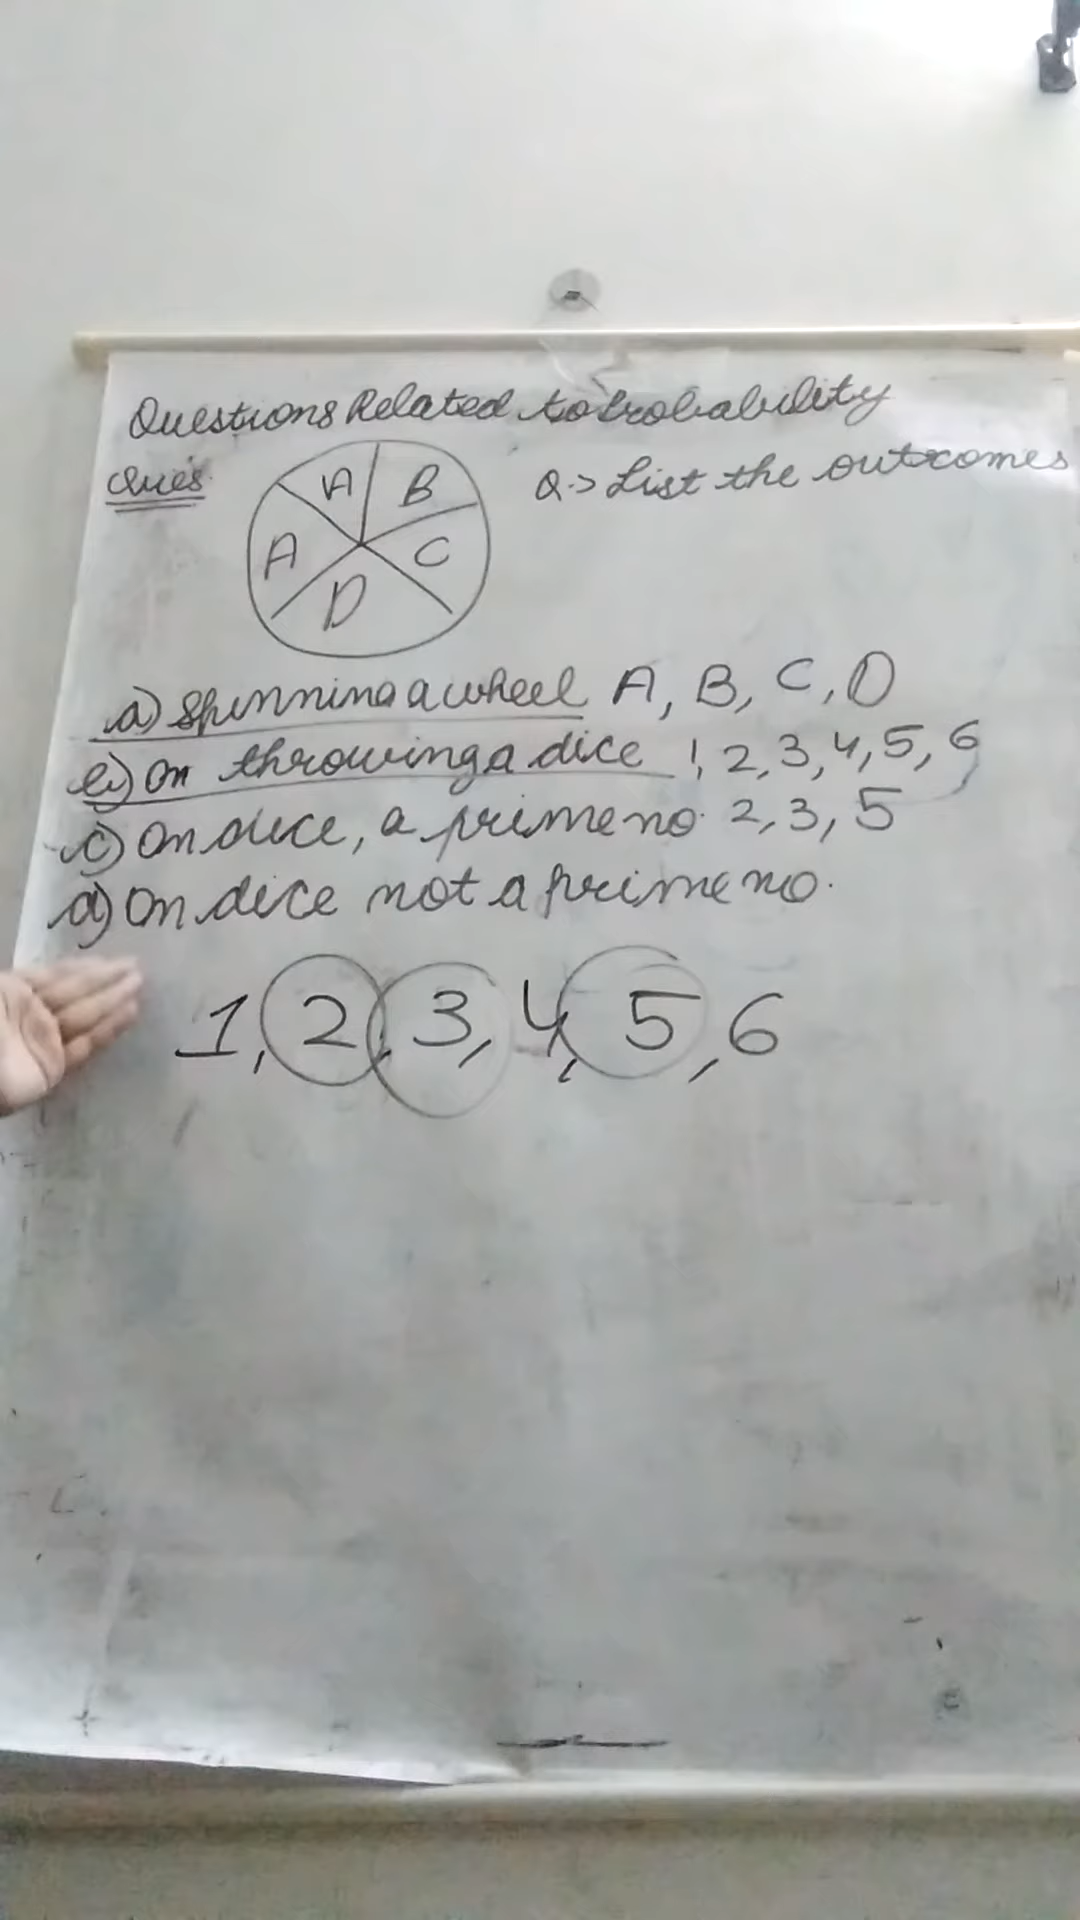 Questions Related to Probability
Ques.
Q.→ List the outcomes
A B
A C
D
a) Spinning a wheel A, B, C, D
b) On throwing a dice 1, 2, 3, 4, 5, 6
c) On dice, a prime no. 2, 3, 5
d) On dice not a prime no.
1, 2, 3, 4, 5, 6